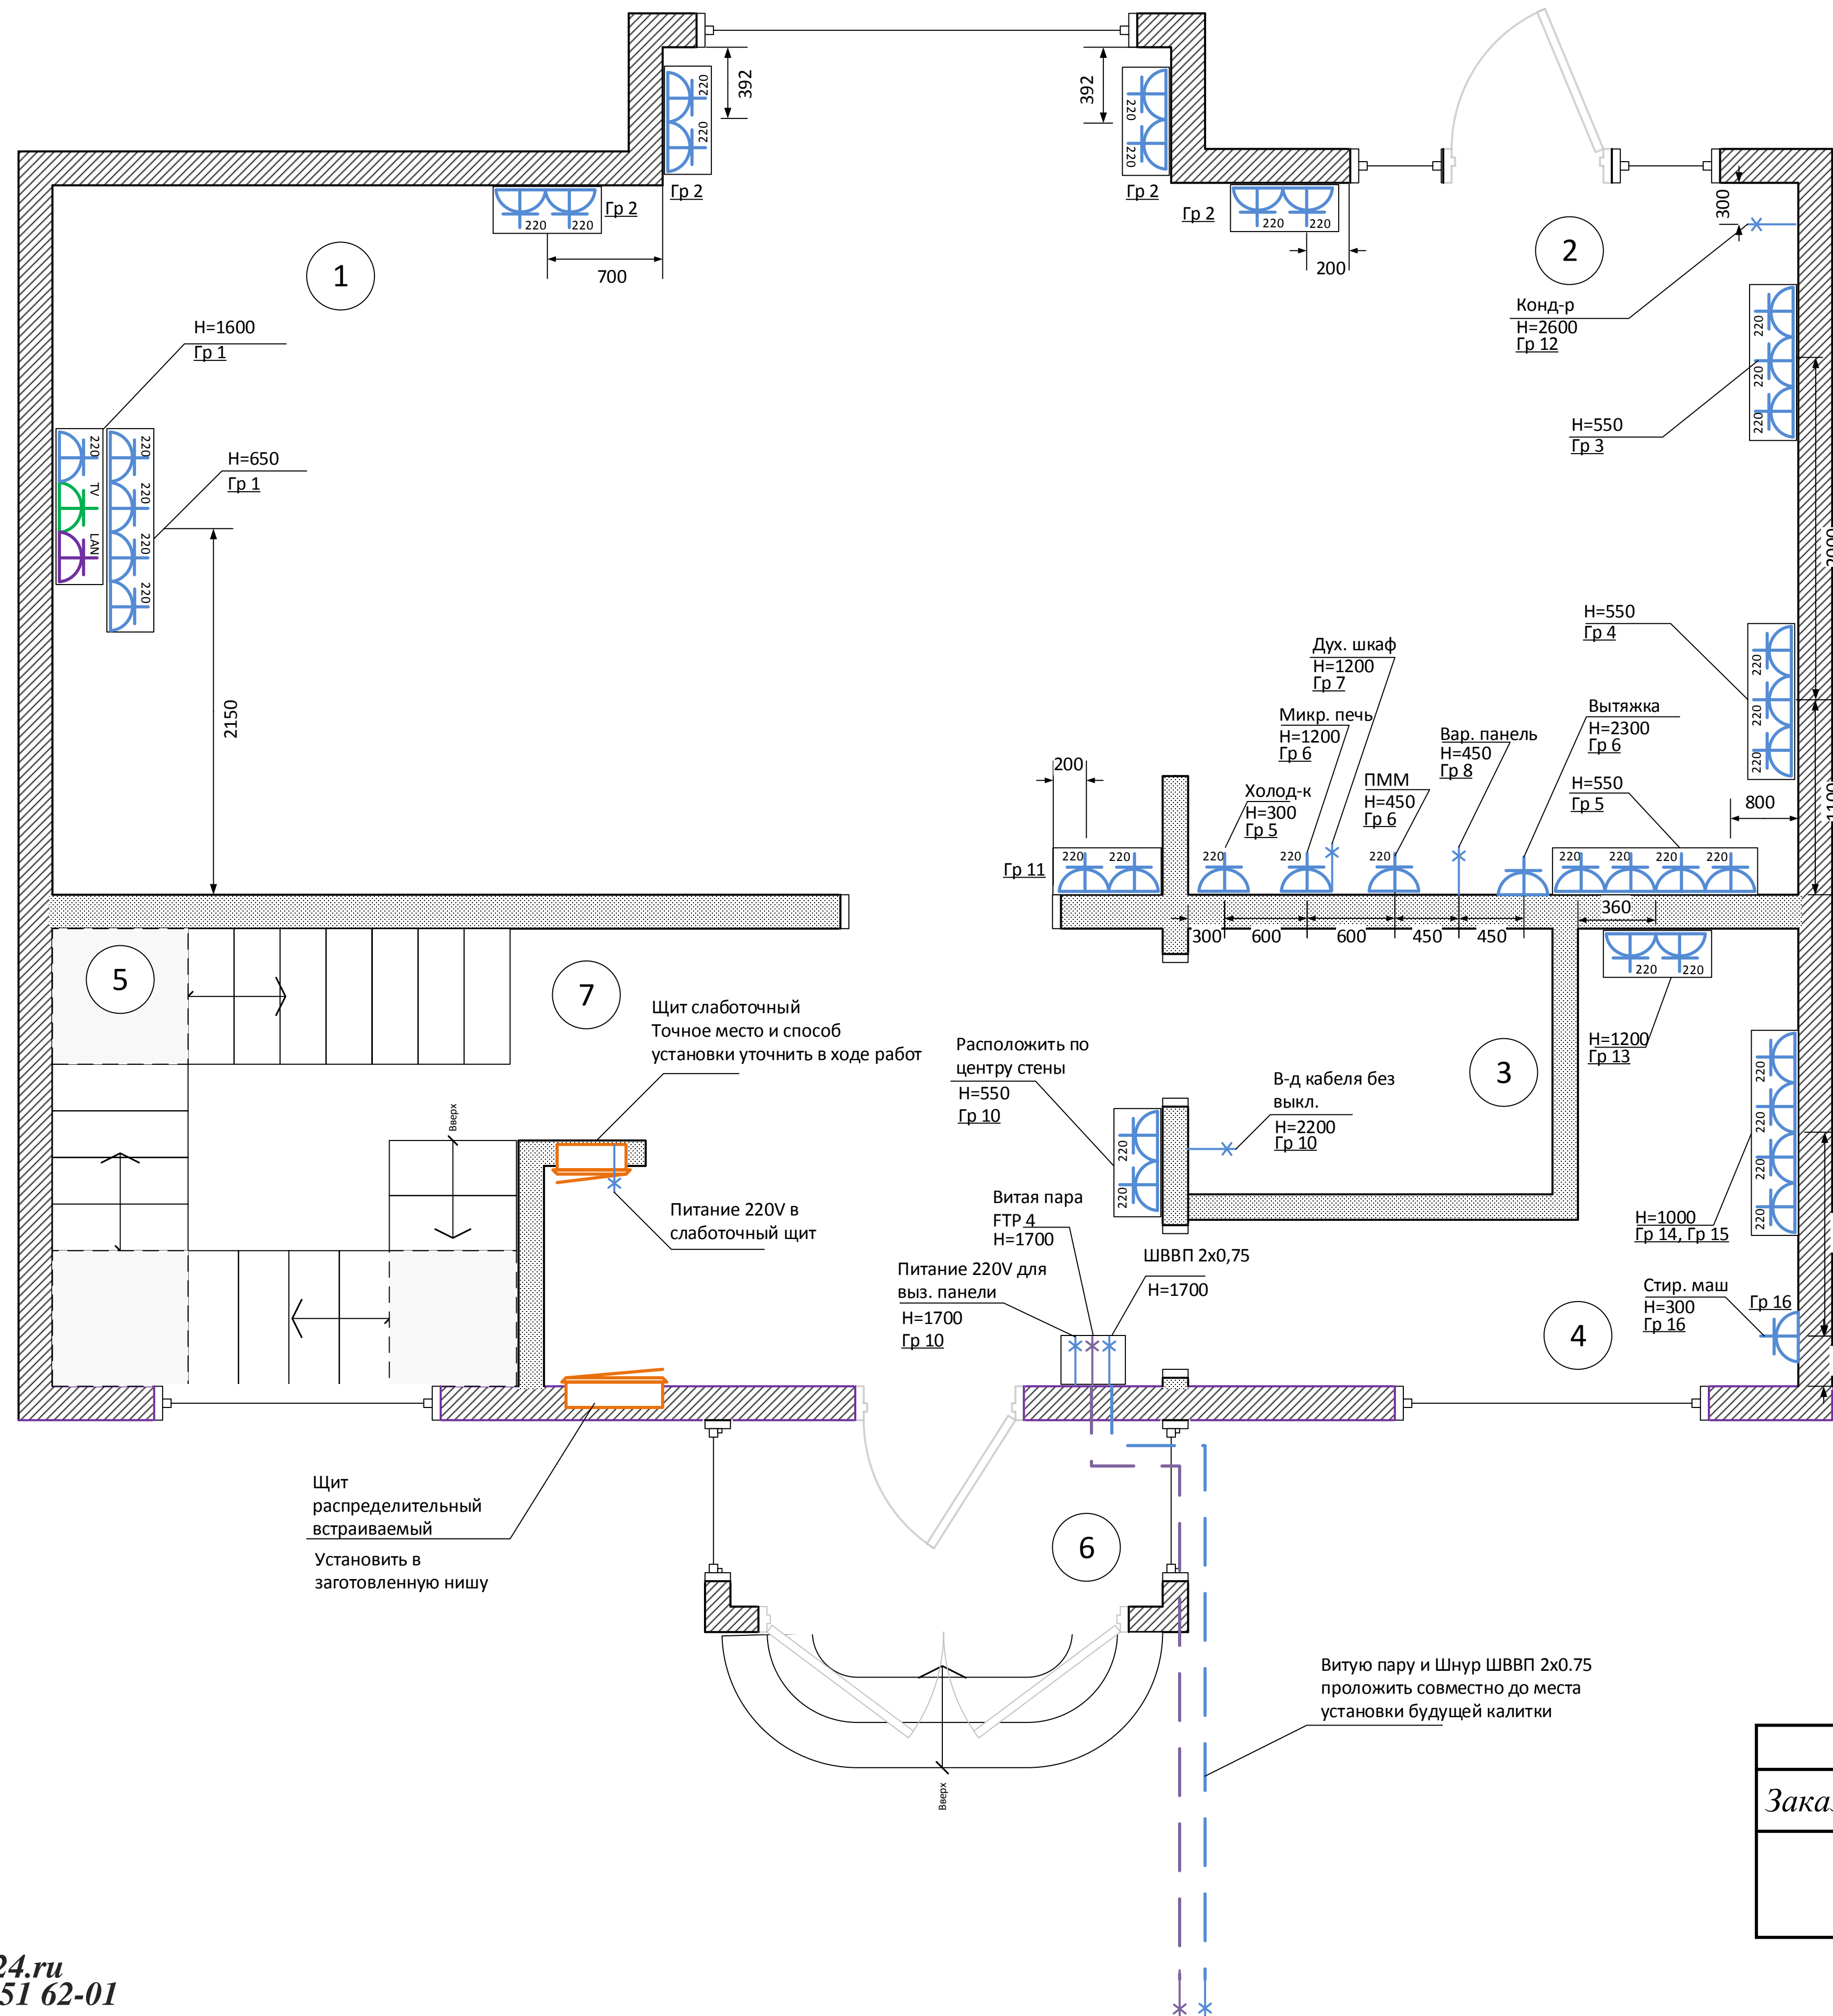 392
392
220
220
220
220
Гр 2
Гр 2
Гр 2
220
220
700
Гр 2
220
220
200
1
2
300
Конд-р
H=2600
Гр 12
220
220
220
H=550
Гр 3
H=1600
Гр 1
H=650
Гр 1
220
TV
LAN
220
220
220
220
2150
H=550
Гр 4
220
220
220
Дух. шкаф
H=1200
Гр 7
Микр. печь
H=1200
Гр 6
Вар. панель
H=450
Гр 8
Вытяжка
H=2300
Гр 6
Холод-к
H=300
Гр 5
ПММ
H=450
Гр 6
H=550
Гр 5
800
200
Гр 11
220
220
220
220
220
220
220
220
220
300
600
600
450
450
360
220
220
5
7
3
H=1200
Гр 13
Щит слаботочный
Точное место и способ
установки уточнить в ходе работ
Расположить по
центру стены
H=550
Гр 10
220
220
В-д кабеля без
выкл.
H=2200
Гр 10
220
220
220
220
H=1000
Гр 14, Гр 15
Вверх
Питание 220V в
слаботочный щит
Витая пара
FTP 4
H=1700
ШВВП 2x0,75
H=1700
Питание 220V для
выз. панели
H=1700
Гр 10
Стир. маш
H=300
Гр 16
Гр 16
4
Щит
распределительный
встраиваемый
Установить в
заготовленную нишу
6
Вверх
Витую пару и Шнур ШВВП 2x0.75
проложить совместно до места
установки будущей калитки
24.ru
51 62-01